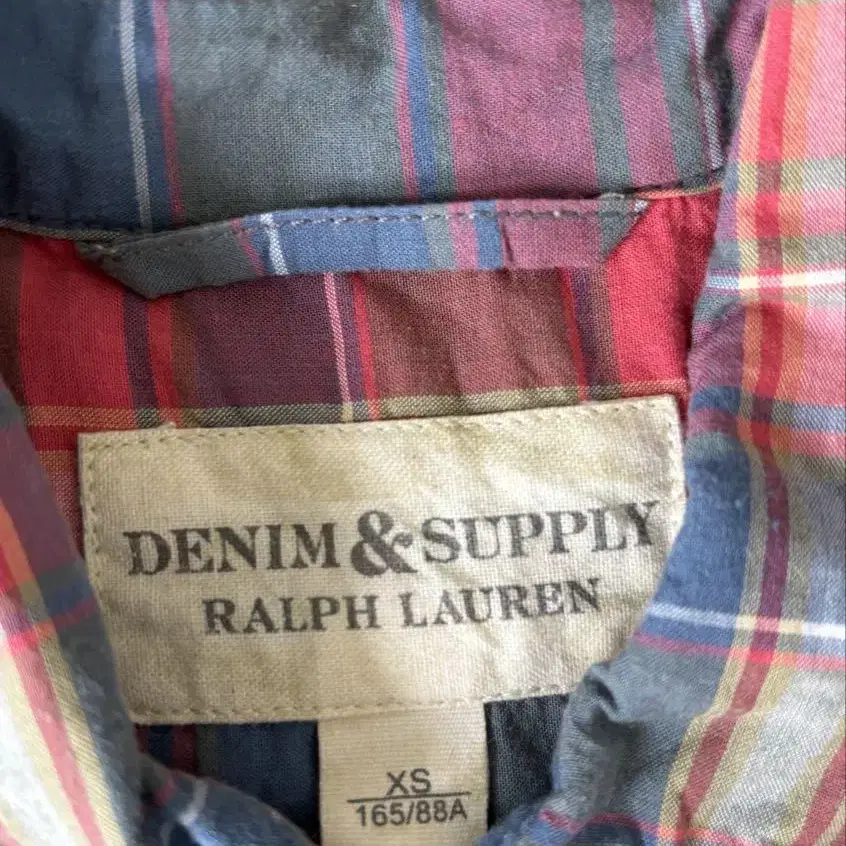 DENIM & SUPPLY
RALPH LAUREN
XS
165/88A